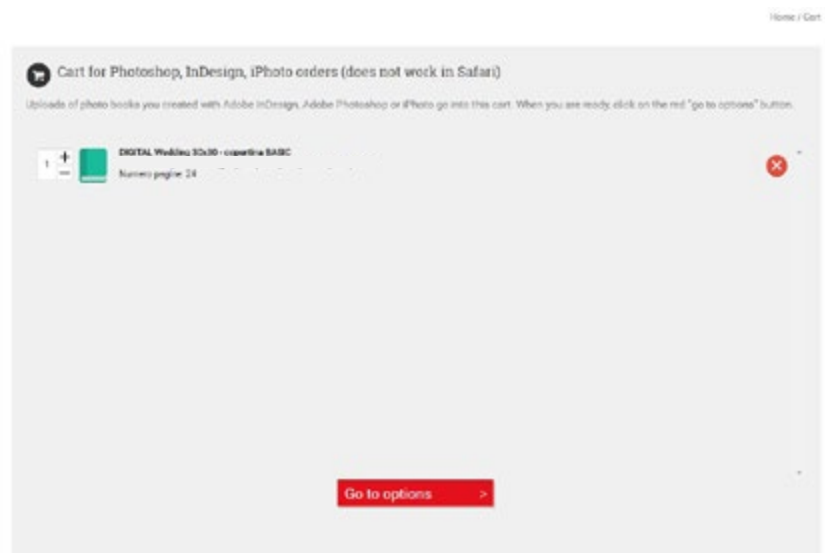 Home / Cart
Cart for Photoshop, InDesign, iPhoto orders (does not work in Safari)
Uploads of photo books you created with Adobe InDesign, Adobe Photoshop or iPhoto go into this cart. When you are ready, click on the red "go to options" button.
1 + −
DIGITAL Wedding 30x30 - copertina BASIC
Numero pagine: 24
Go to options >